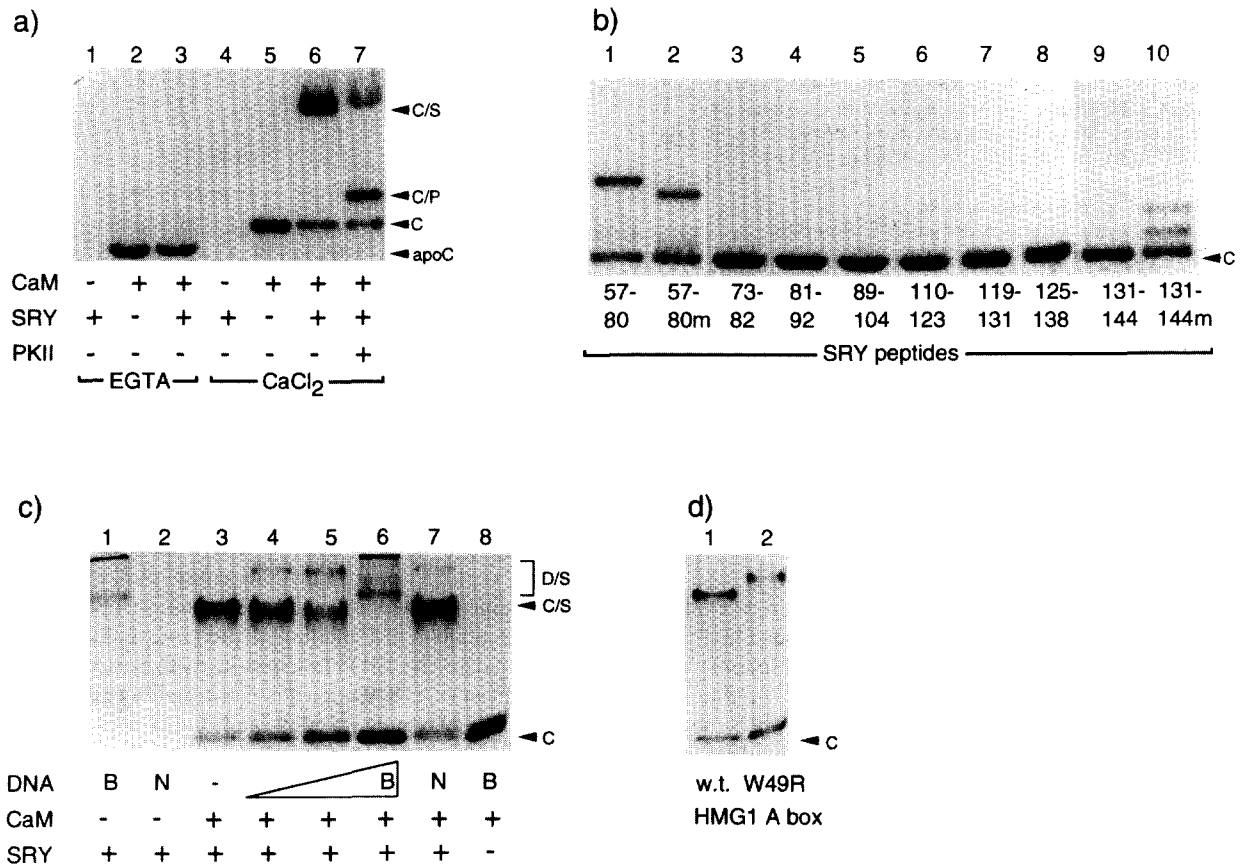 a)
1 2 3 4 5 6 7
C/S
C/P
C
apoC
CaM - + + - + + +
SRY + - + + - + +
PKII - - - - - - +
EGTA CaCl2
b)
1 2 3 4 5 6 7 8 9 10
C
57- 57- 73- 81- 89- 110- 119- 125- 131- 131-
80 80m 82 92 104 123 131 138 144 144m
SRY peptides
c)
1 2 3 4 5 6 7 8
D/S
C/S
C
DNA B N - B N B
CaM - - + + + + + +
SRY + + + + + + + -
d)
1 2
C
w.t. W49R
HMG1 A box